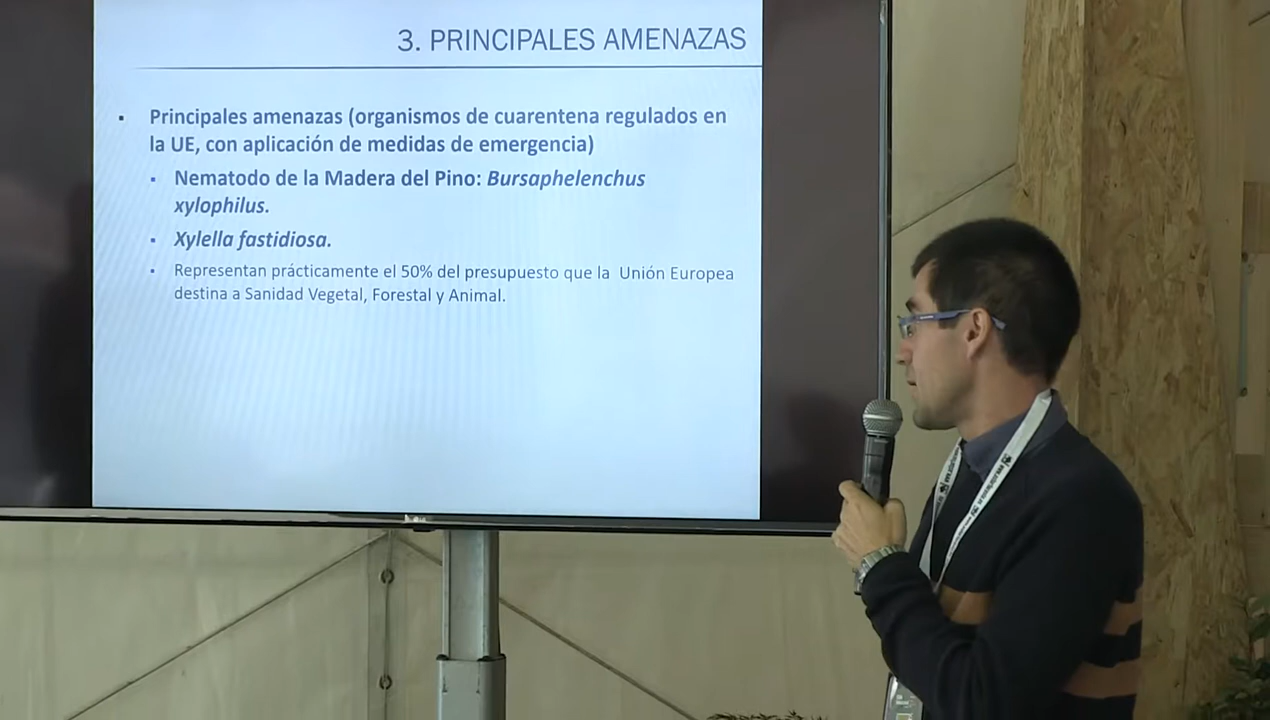 3. PRINCIPALES AMENAZAS
Principales amenazas (organismos de cuarentena regulados en
la UE, con aplicación de medidas de emergencia)
Nematodo de la Madera del Pino: Bursaphelenchus
xylophilus.
Xylella fastidiosa.
Representan prácticamente el 50% del presupuesto que la Unión Europea
destina a Sanidad Vegetal, Forestal y Animal.